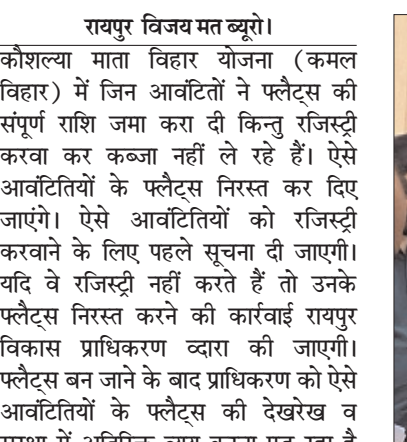 रायपुर विजय मत ब्यूरो।
कौशल्या माता विहार योजना (कमल
विहार) में जिन आवंटितों ने फ्लैट्स की
संपूर्ण राशि जमा करा दी किन्तु रजिस्ट्री
करवा कर कब्जा नहीं ले रहे हैं। ऐसे
आवंटितियों के फ्लैट्स निरस्त कर दिए
जाएंगे। ऐसे आवंटितियों को रजिस्ट्री
करवाने के लिए पहले सूचना दी जाएगी।
यदि वे रजिस्ट्री नहीं करते हैं तो उनके
फ्लैट्स निरस्त करने की कार्रवाई रायपुर
विकास प्राधिकरण व्दारा की जाएगी।
फ्लैट्स बन जाने के बाद प्राधिकरण को ऐसे
आवंटितियों के फ्लैट्स की देखरेख व